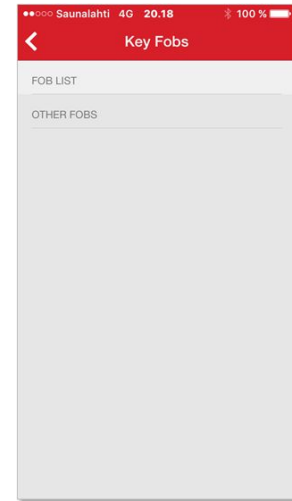 Saunalahti 4G 20.18 100 %
Key Fobs
FOB LIST
OTHER FOBS